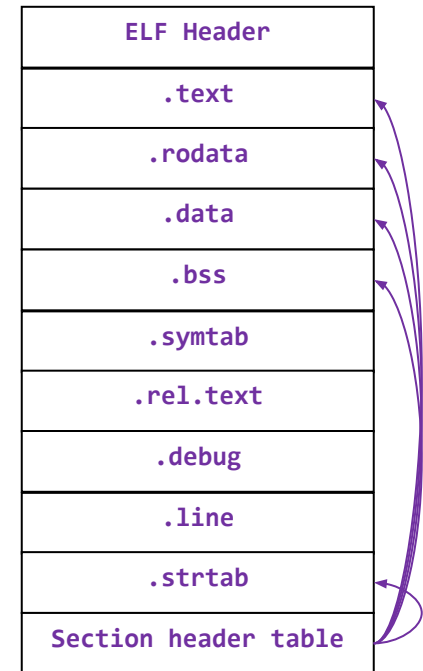 ELF Header
.text
.rodata
.data
.bss
.symtab
.rel.text
.debug
.line
.strtab
Section header table